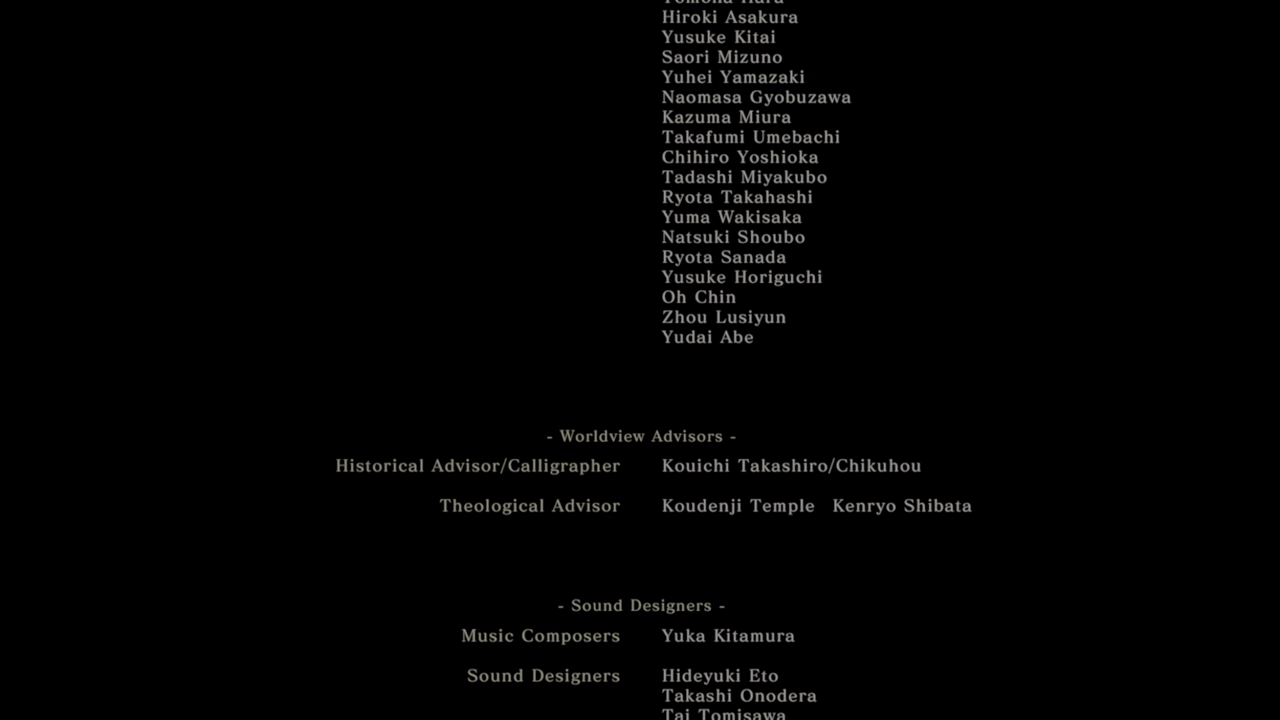 Hiroki Asakura
Yusuke Kitai
Saori Mizuno
Yuhei Yamazaki
Naomasa Gyobuzawa
Kazuma Miura
Takafumi Umebachi
Chihiro Yoshioka
Tadashi Miyakubo
Ryota Takahashi
Yuma Wakisaka
Natsuki Shoubo
Ryota Sanada
Yusuke Horiguchi
Oh Chin
Zhou Lusiyun
Yudai Abe
- Worldview Advisors -
Historical Advisor/Calligrapher Kouichi Takashiro/Chikuhou
Theological Advisor Koudenji Temple Kenryo Shibata
- Sound Designers -
Music Composers Yuka Kitamura
Sound Designers Hideyuki Eto
Takashi Onodera
Tai Tomisawa